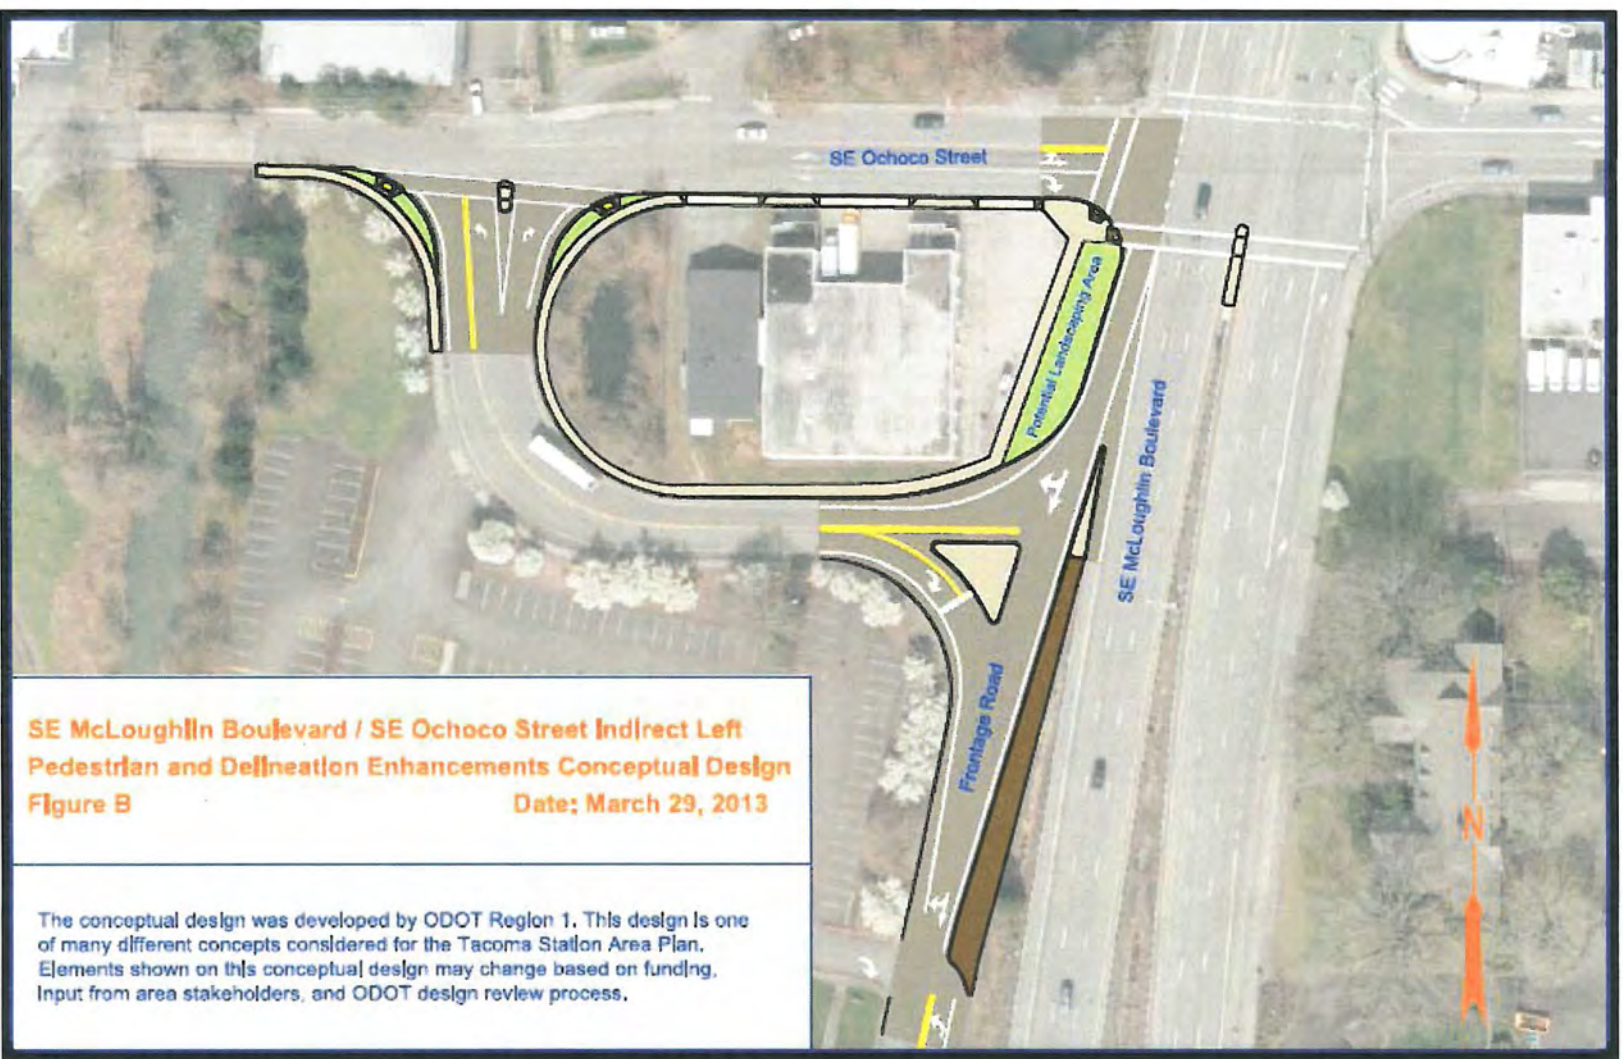 SE Ochoco Street
Potential Landscaping Area
SE McLoughlin Boulevard
Frontage Road
SE McLoughlin Boulevard / SE Ochoco Street Indirect Left
Pedestrian and Delineation Enhancements Conceptual Design
Figure B Date: March 29, 2013
The conceptual design was developed by ODOT Region 1. This design is one
of many different concepts considered for the Tacoma Station Area Plan.
Elements shown on this conceptual design may change based on funding,
input from area stakeholders, and ODOT design review process.
N